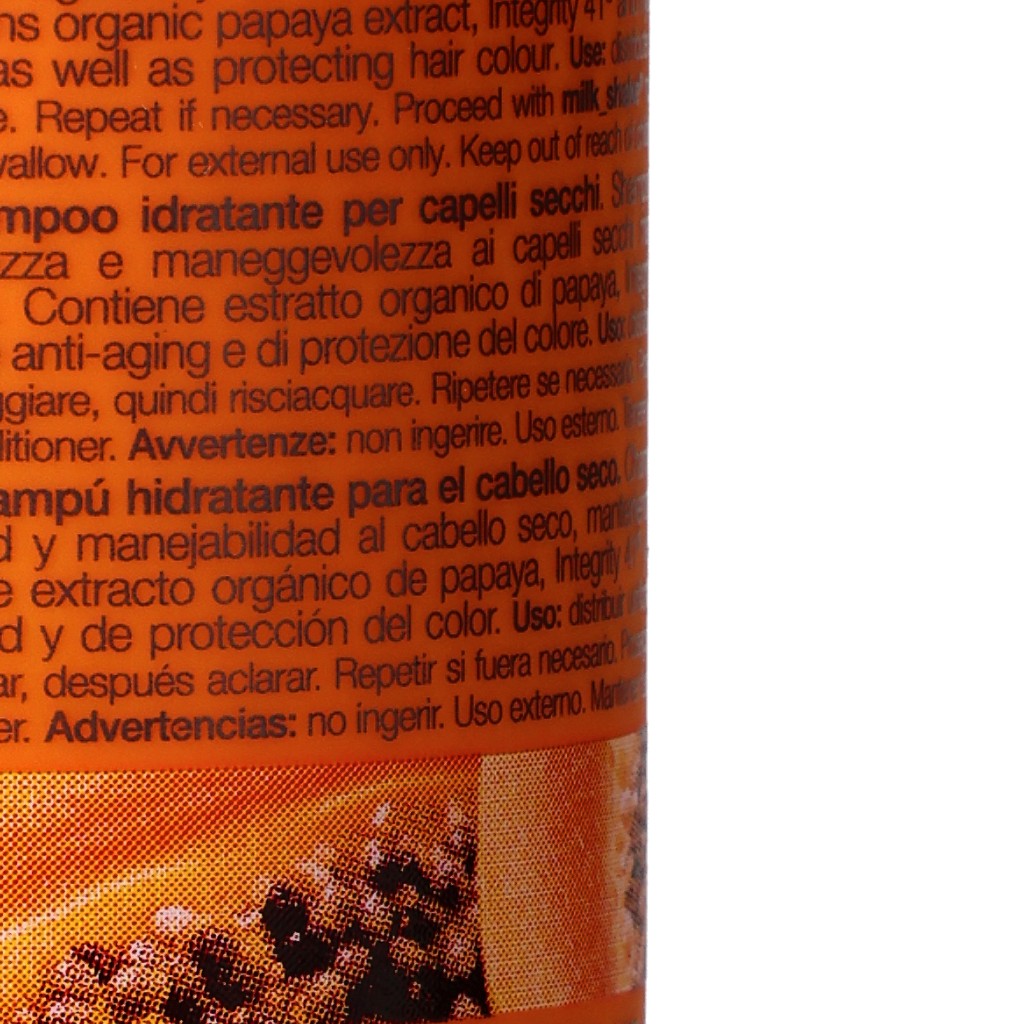 ns organic papaya extract, Integrity 41®
as well as protecting hair colour. Use:
e. Repeat if necessary. Proceed with milk_shake®
wallow. For external use only. Keep out of reach of
mpoo idratante per capelli secchi.
zza e maneggevolezza ai capelli secchi
. Contiene estratto organico di papaya,
e anti-aging e di protezione del colore. Uso:
ggiare, quindi risciacquare. Ripetere se necessario.
ditioner. Avvertenze: non ingerire. Uso esterno.
ampú hidratante para el cabello seco.
d y manejabilidad al cabello seco,
e extracto orgánico de papaya, Integrity
d y de protección del color. Uso: distribuir
ar, después aclarar. Repetir si fuera necesario.
er. Advertencias: no ingerir. Uso externo.